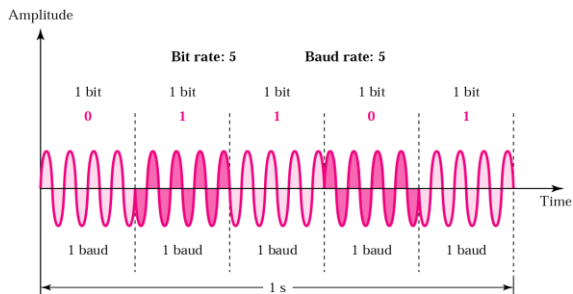 Amplitude
Bit rate: 5 Baud rate: 5
1 bit 1 bit 1 bit 1 bit 1 bit
0 1 1 0 1
Time
1 baud 1 baud 1 baud 1 baud 1 baud
1 s